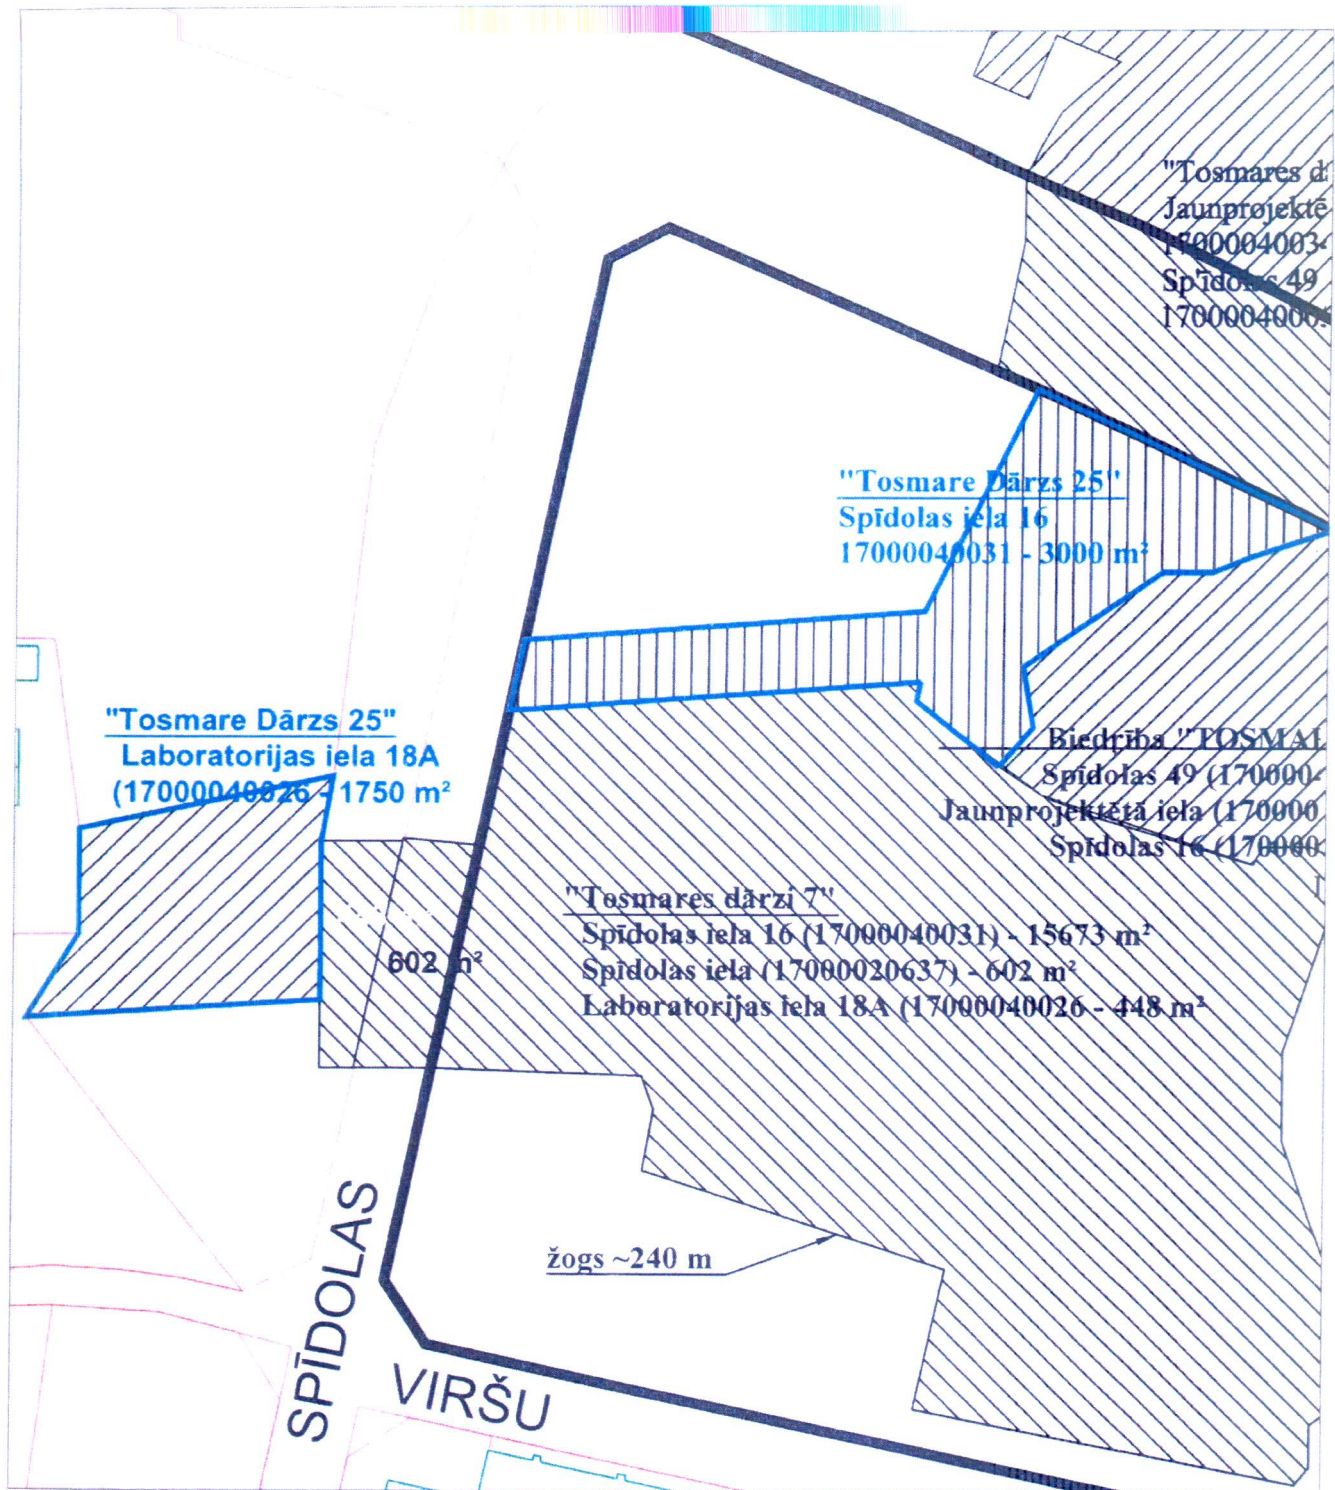 "Tosmares d
Jaunprojektē
1700004003
Spīdolas 49
1700004000
"Tosmare Dārzs 25"
Spīdolas iela 16
17000040031 - 3000 m²
"Tosmare Dārzs 25"
Laboratorijas iela 18A
(17000040026 - 1750 m²
Biedrība "TOSMA
Spīdolas 49 (170000
Jaunprojektētā iela (170000
Spīdolas 16 (170000
602 m²
"Tosmares dārzi 7"
Spīdolas iela 16 (17000040031) - 15673 m²
Spīdolas iela (17000020637) - 602 m²
Laboratorijas iela 18A (17000040026 - 448 m²
žogs ~240 m
SPĪDOLAS
VIRŠU